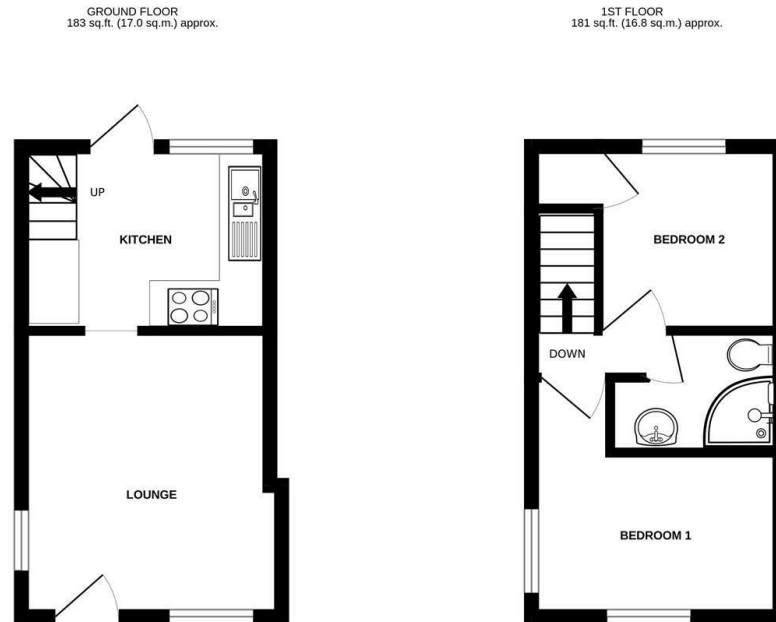 GROUND FLOOR
183 sq.ft. (17.0 sq.m.) approx.
1ST FLOOR
181 sq.ft. (16.8 sq.m.) approx.
UP
KITCHEN
LOUNGE
BEDROOM 2
DOWN
BEDROOM 1